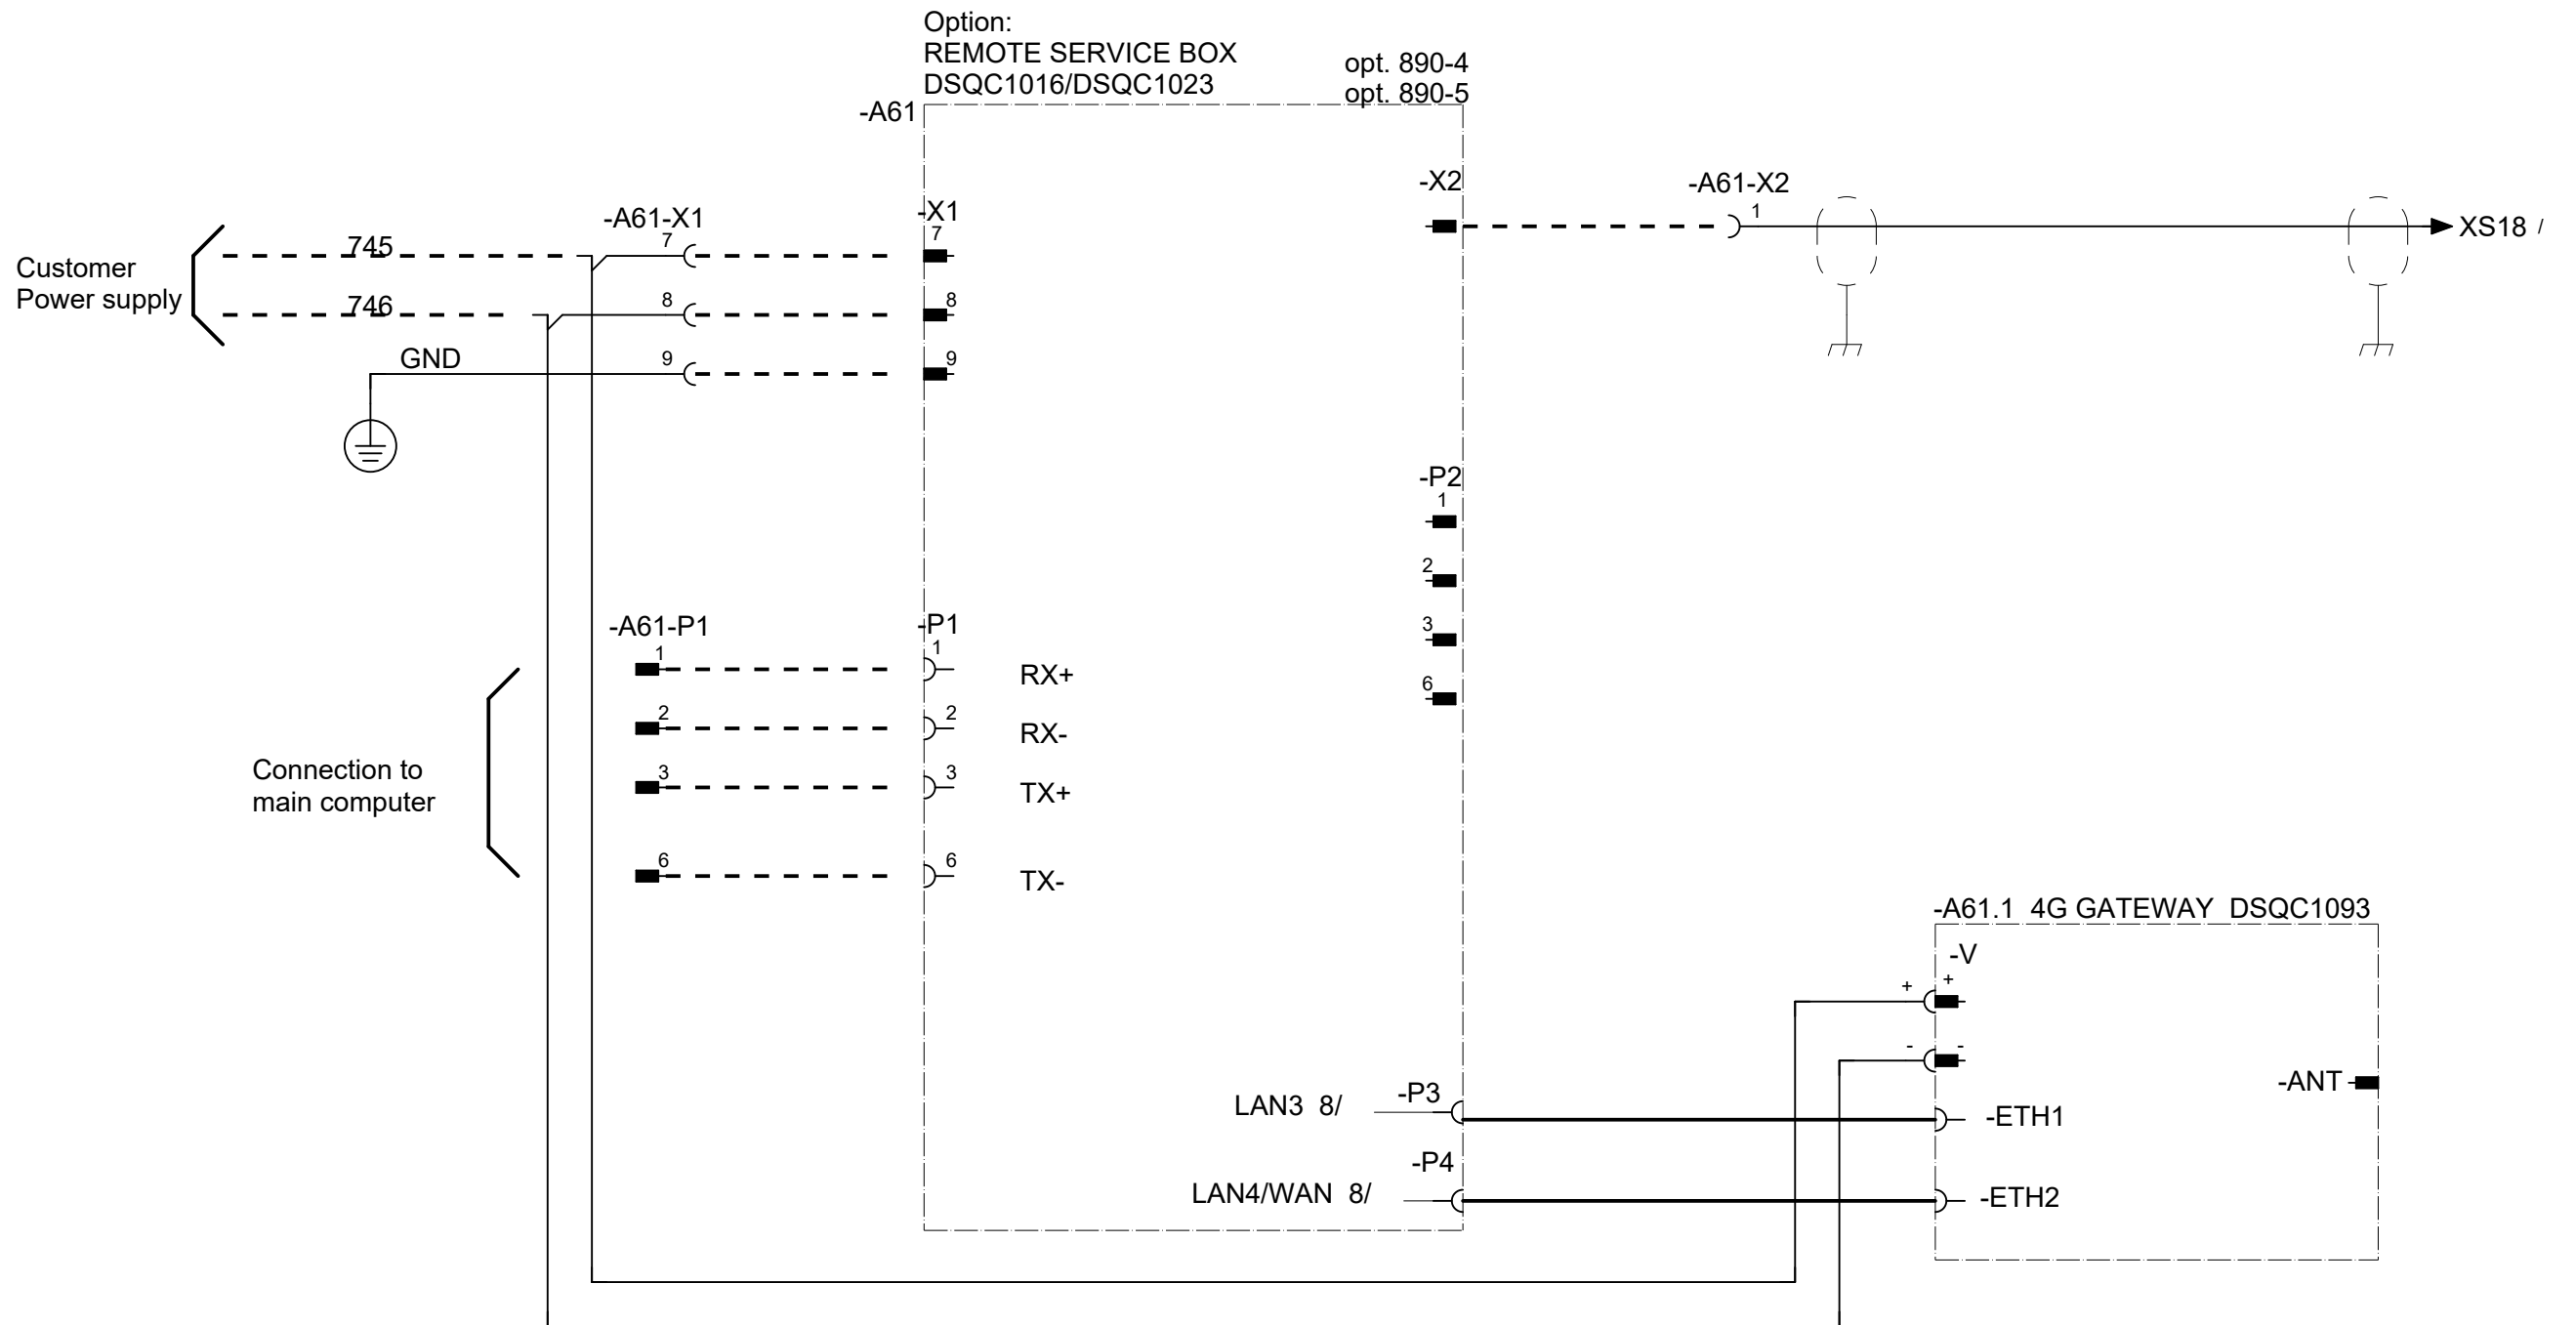 Option:
REMOTE SERVICE BOX
DSQC1016/DSQC1023
opt. 890-4
opt. 890-5
-A61
-X2
-A61-X2
1
XS18 /
-A61-X1
-X1
745
7
7
Customer
Power supply
746
8
8
GND
9
9
-P2
1
2
3
6
-A61-P1
-P1
1
1
RX+
2
2
RX-
3
3
TX+
6
6
TX-
Connection to
main computer
-A61.1 4G GATEWAY DSQC1093
-V
+
+
-
-
-ANT
LAN3 8/
-P3
-ETH1
-P4
LAN4/WAN 8/
-ETH2